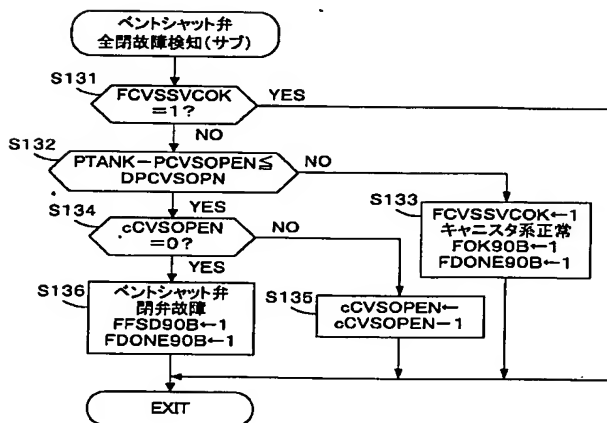 ベントシャット弁
全閉故障検知(サブ)
S131
FCVSSVCOK
=1?
YES
NO
S132
PTANK-PCVSOPEN≦
DPCVSOPN
NO
YES
S133
FCVSSVCOK←1
キャニスタ系正常
FOK90B←1
FDONE90B←1
S134
cCVSOPEN
=0?
NO
YES
S135
cCVSOPEN←
cCVSOPEN-1
S136
ベントシャット弁
閉弁故障
FFSD90B←1
FDONE90B←1
EXIT